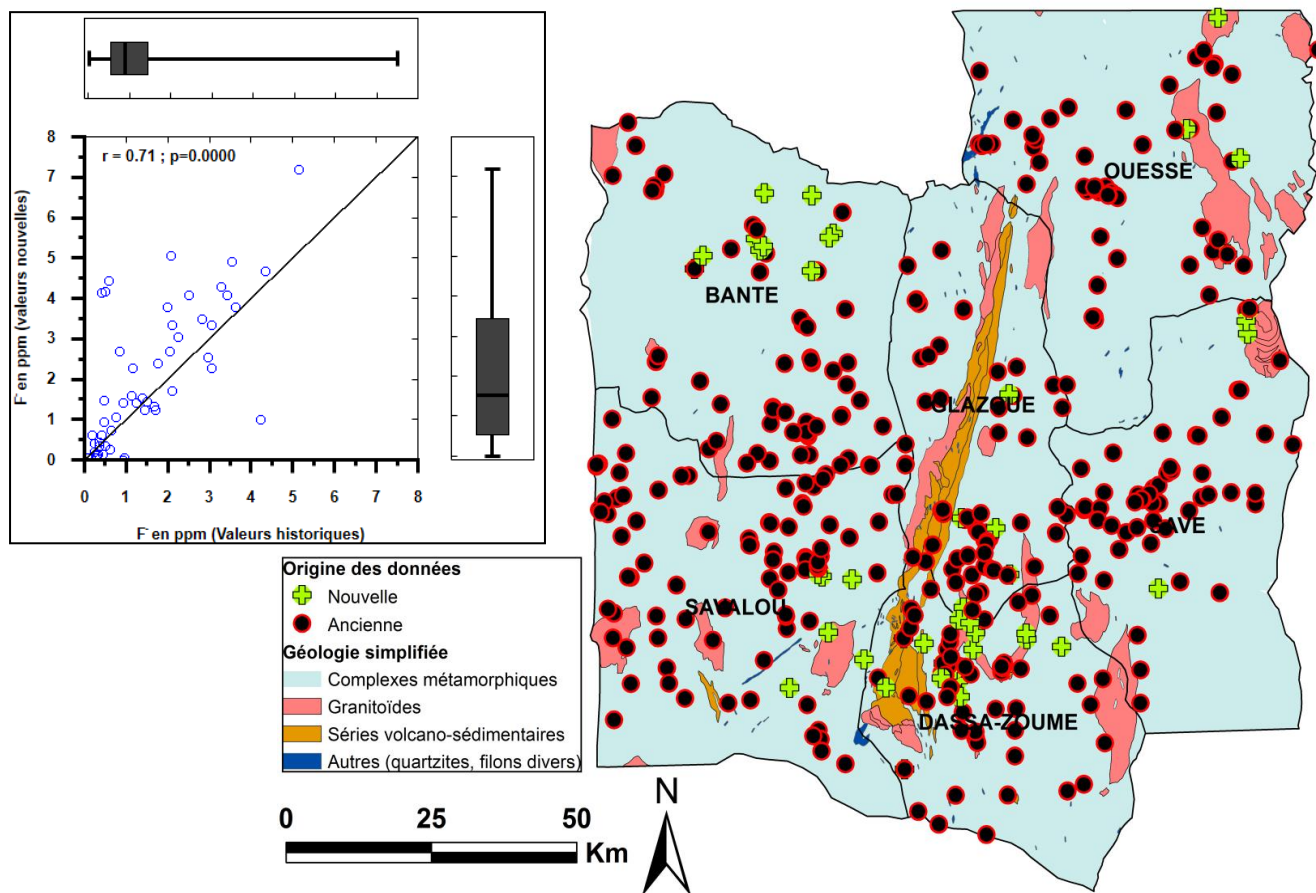 8
7
6
5
4
3
2
1
0
r = 0.71 ; p=0.0000
F⁻ en ppm (valeurs nouvelles)
0 1 2 3 4 5 6 7 8
F⁻ en ppm (Valeurs historiques)
OUESSE
BANTE
GLAZOUE
SAVE
SAVALOU
DASSA-ZOUME
Origine des données
Nouvelle
Ancienne
Géologie simplifiée
Complexes métamorphiques
Granitoïdes
Séries volcano-sédimentaires
Autres (quartzites, filons divers)
0 25 50
Km
N